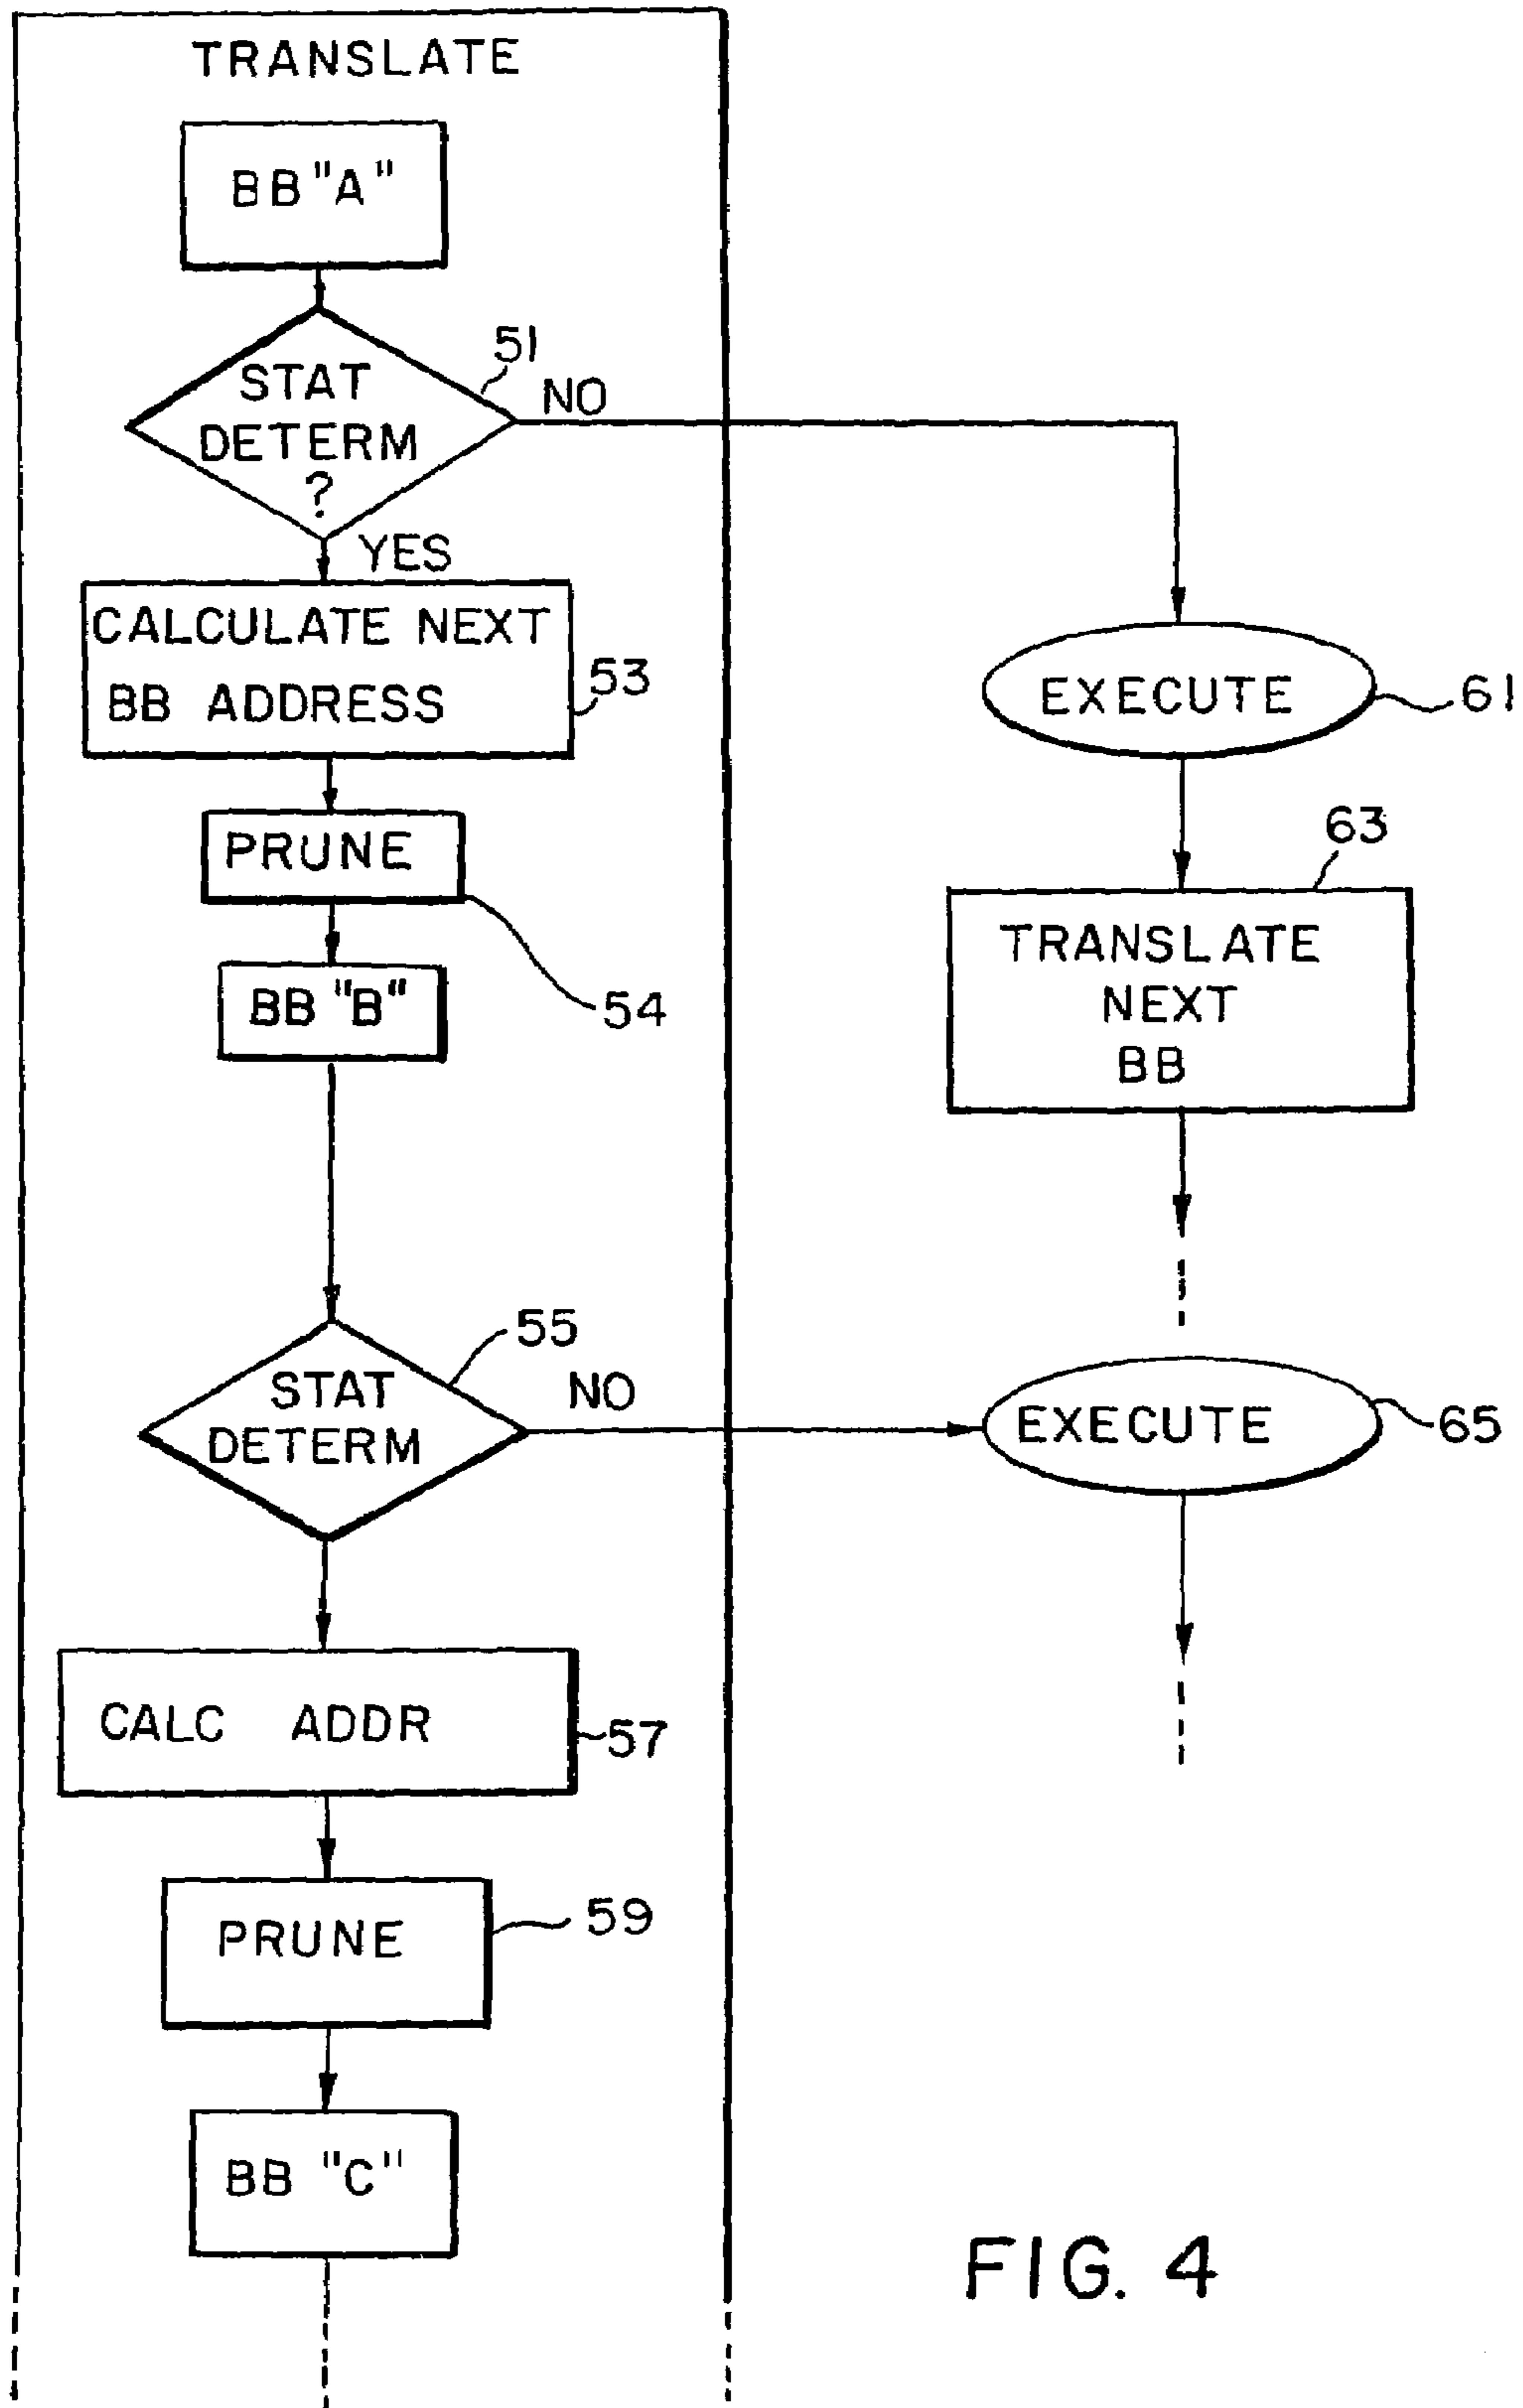 TRANSLATE
BB "A"
51
STAT
DETERM
?
NO
YES
CALCULATE NEXT
BB ADDRESS
53
PRUNE
54
BB "B"
55
STAT
DETERM
NO
CALC ADDR
57
PRUNE
59
BB "C"
EXECUTE
61
63
TRANSLATE
NEXT
BB
EXECUTE
65
FIG. 4